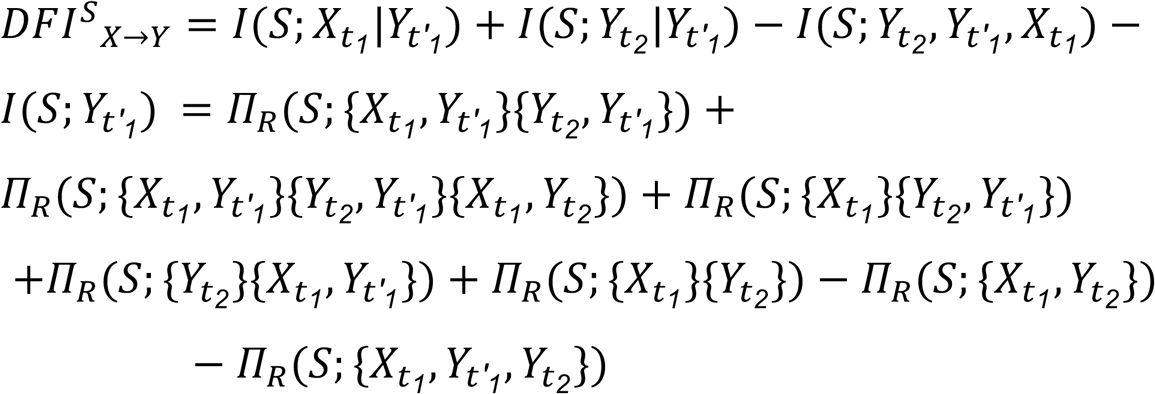 DFI^S_{X→Y} = I(S; X_{t_1}|Y_{t'_1}) + I(S; Y_{t_2}|Y_{t'_1}) − I(S; Y_{t_2}, Y_{t'_1}, X_{t_1}) −
I(S; Y_{t'_1}) = Π_R(S; {X_{t_1}, Y_{t'_1}}{Y_{t_2}, Y_{t'_1}}) +
Π_R(S; {X_{t_1}, Y_{t'_1}}{Y_{t_2}, Y_{t'_1}}{X_{t_1}, Y_{t_2}}) + Π_R(S; {X_{t_1}}{Y_{t_2}, Y_{t'_1}})
+Π_R(S; {Y_{t_2}}{X_{t_1}, Y_{t'_1}}) + Π_R(S; {X_{t_1}}{Y_{t_2}}) − Π_R(S; {X_{t_1}, Y_{t_2}})
− Π_R(S; {X_{t_1}, Y_{t'_1}, Y_{t_2}})